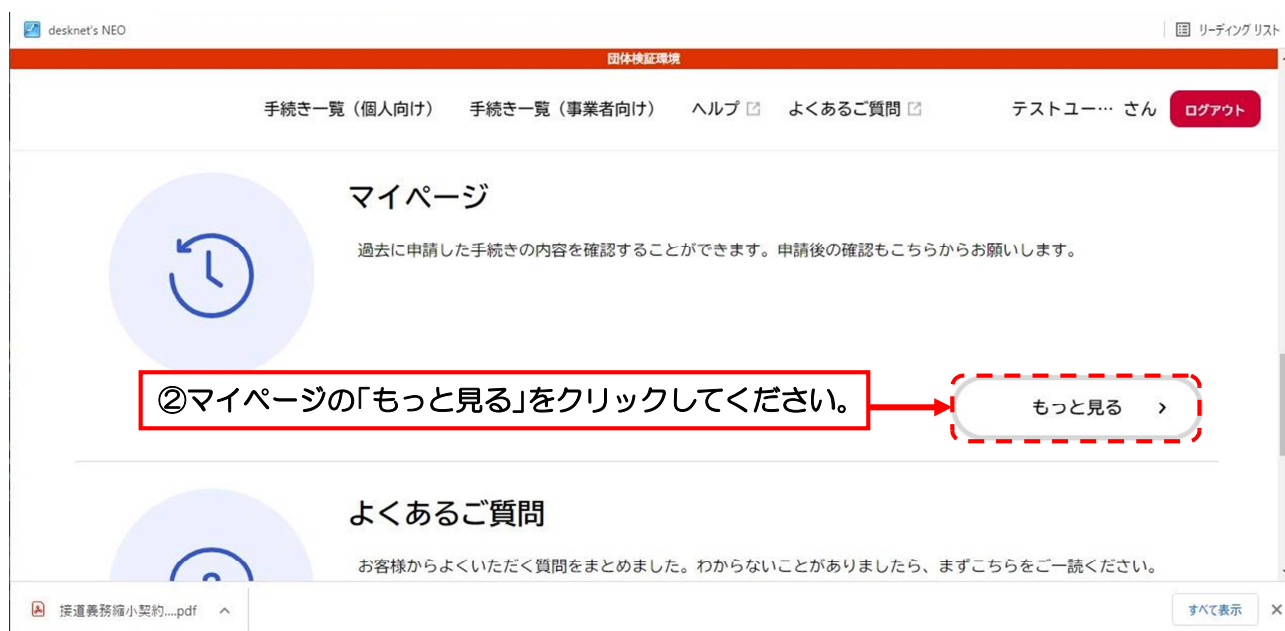 desknet's NEO
リーディング リスト
団体検証環境
手続き一覧（個人向け） 手続き一覧（事業者向け） ヘルプ よくあるご質問 テストユー… さん ログアウト
マイページ
過去に申請した手続きの内容を確認することができます。申請後の確認もこちらからお願いします。
②マイページの「もっと見る」をクリックしてください。
もっと見る
よくあるご質問
お客様からよくいただく質問をまとめました。わからないことがありましたら、まずこちらをご一読ください。
接道義務縮小契約....pdf
すべて表示